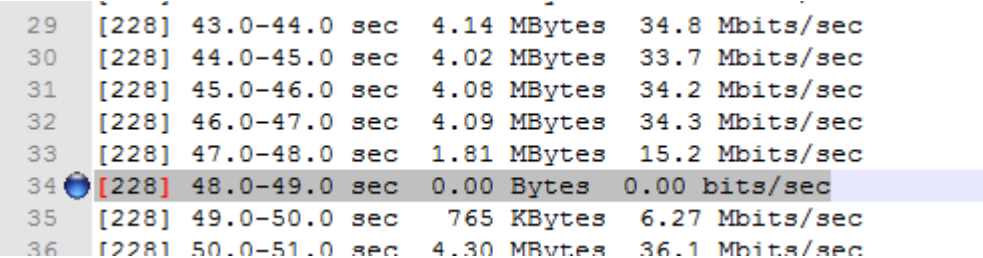 29 [228] 43.0-44.0 sec 4.14 MBytes 34.8 Mbits/sec
30 [228] 44.0-45.0 sec 4.02 MBytes 33.7 Mbits/sec
31 [228] 45.0-46.0 sec 4.08 MBytes 34.2 Mbits/sec
32 [228] 46.0-47.0 sec 4.09 MBytes 34.3 Mbits/sec
33 [228] 47.0-48.0 sec 1.81 MBytes 15.2 Mbits/sec
34 [228] 48.0-49.0 sec 0.00 Bytes 0.00 bits/sec
35 [228] 49.0-50.0 sec 765 KBytes 6.27 Mbits/sec
36 [228] 50.0-51.0 sec 4.30 MBytes 36.1 Mbits/sec